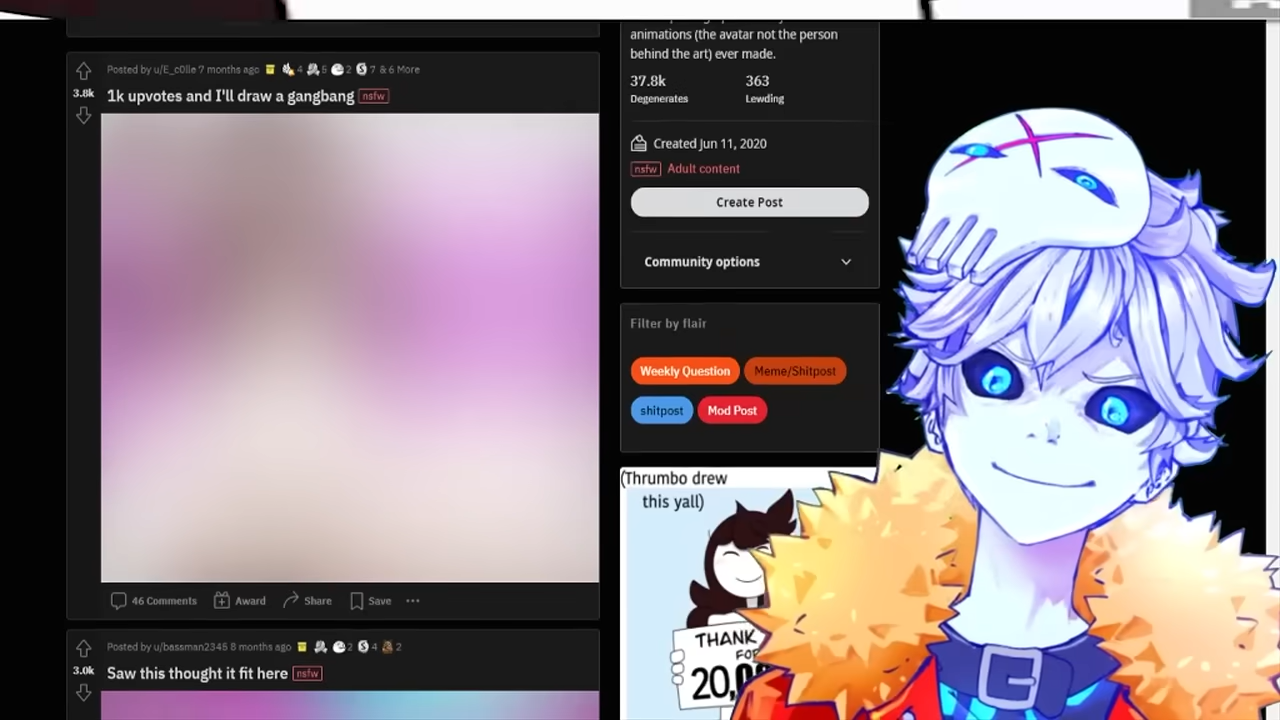 Posted by u/E_c0lle 7 months ago 4 5 2 7 & 6 More
3.8k
1k upvotes and I'll draw a gangbang nsfw
46 Comments Award Share Save
Posted by u/bassman2346 8 months ago 2 4 2
3.0k
Saw this thought it fit here nsfw
animations (the avatar not the person
behind the art) ever made.
37.8k 363
Degenerates Lewding
Created Jun 11, 2020
nsfw Adult content
Create Post
Community options
Filter by flair
Weekly Question Meme/Shitpost
shitpost Mod Post
(Thrumbo drew
this yall)
THANK
FOR